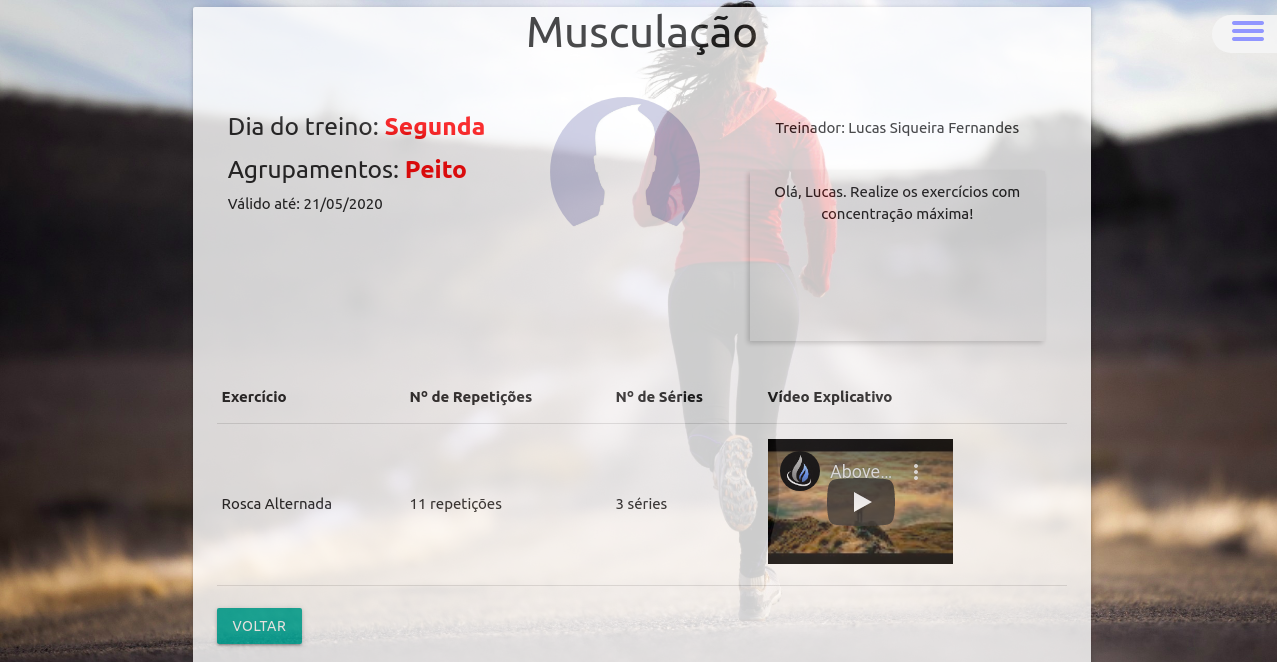 Musculação
Dia do treino: Segunda
Agrupamentos: Peito
Válido até: 21/05/2020
Treinador: Lucas Siqueira Fernandes
Olá, Lucas. Realize os exercícios com
concentração máxima!
Exercício Nº de Repetições Nº de Séries Vídeo Explicativo
Rosca Alternada 11 repetições 3 séries Above...
VOLTAR